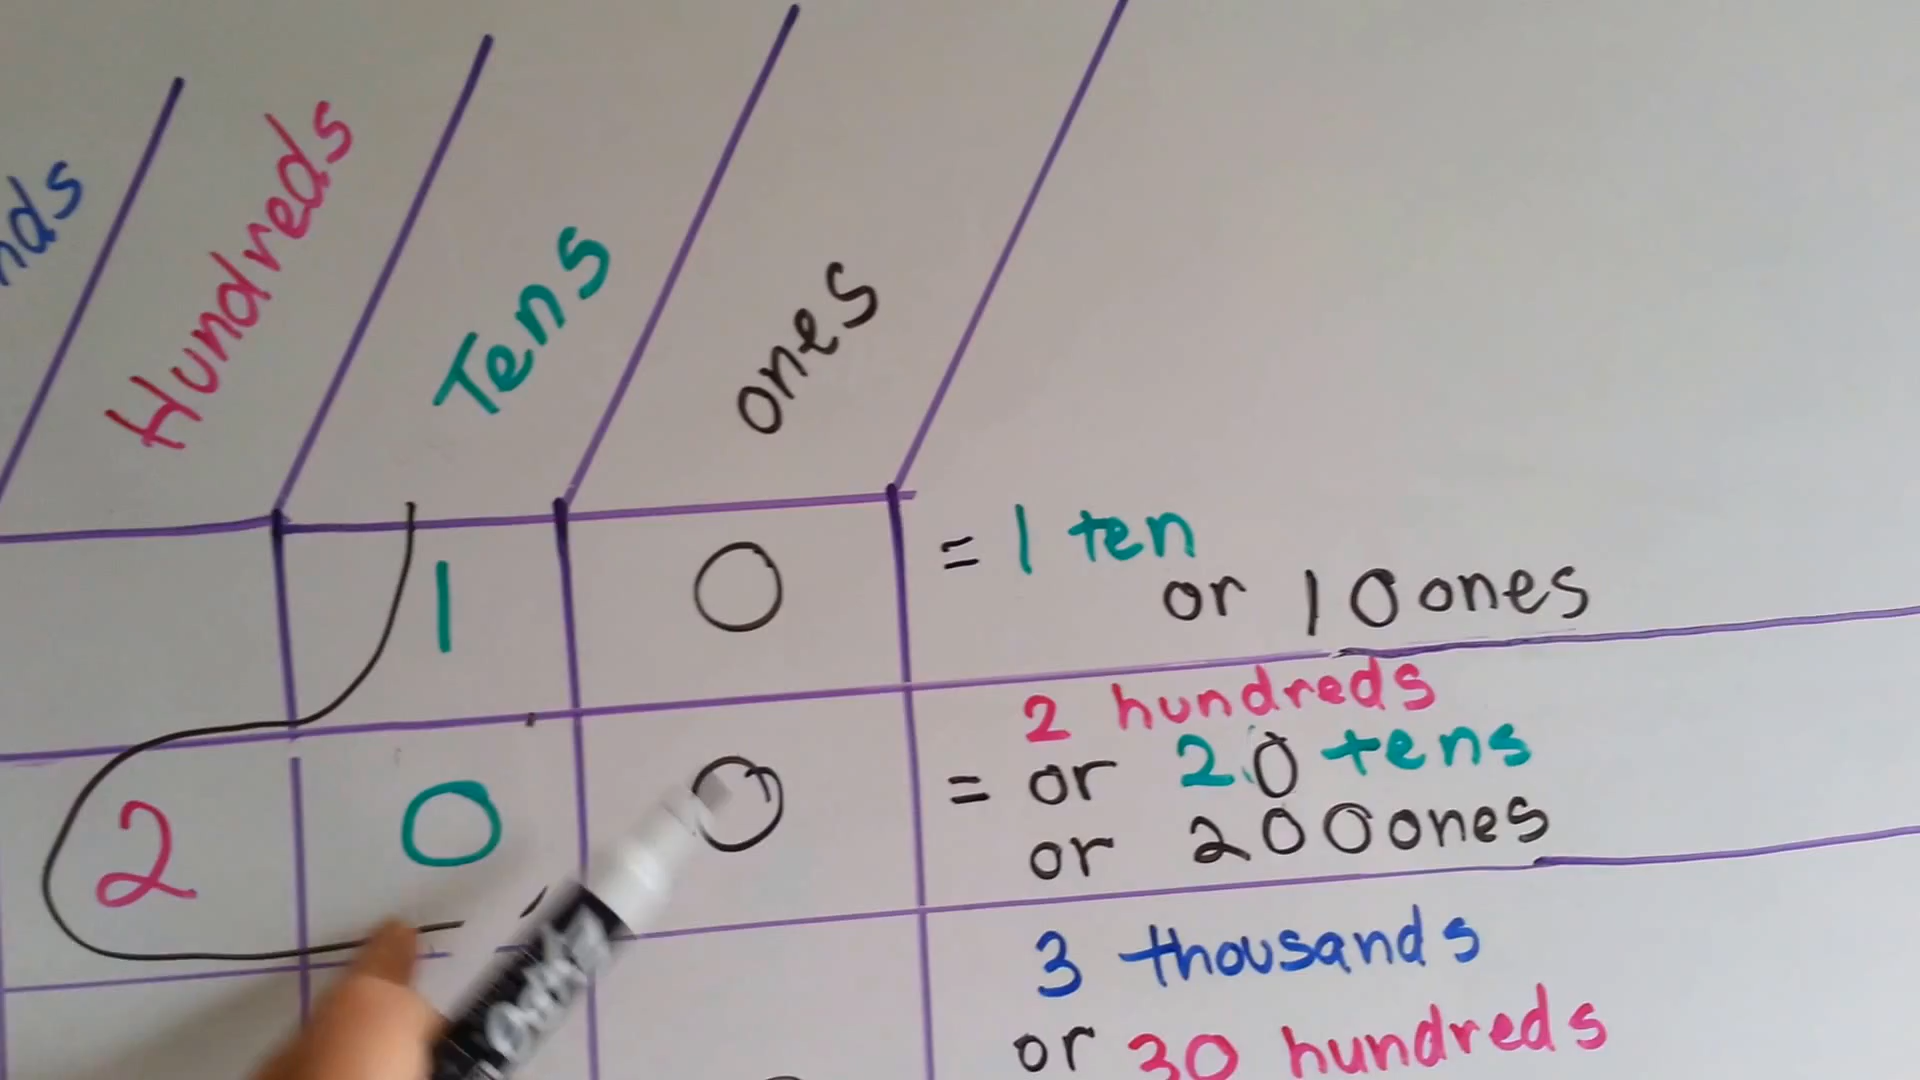 Hundreds
Tens
ones
1 0 = 1 ten
or 10 ones
2 hundreds
2 0 0 = or 20 tens
or 200 ones
3 thousands
or 30 hundreds